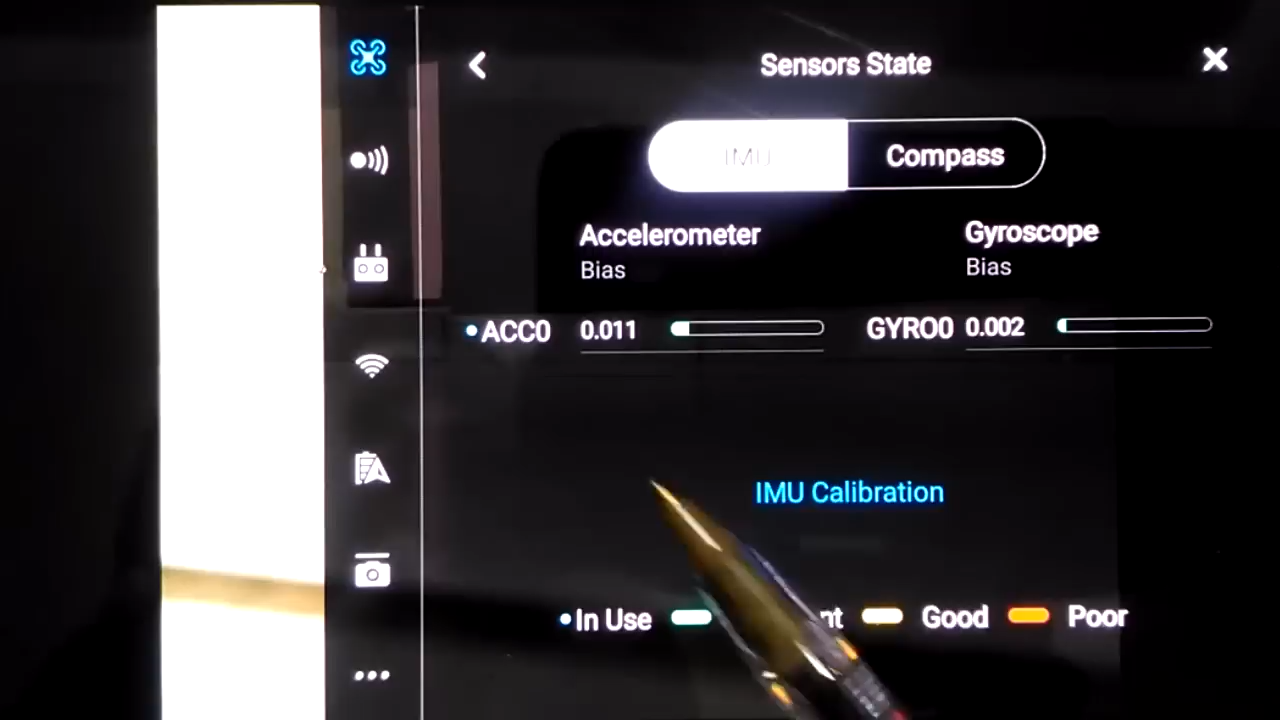 Sensors State
IMU Compass
Accelerometer Gyroscope
Bias Bias
ACC0 0.011 GYRO0 0.002
IMU Calibration
In Use Good Poor